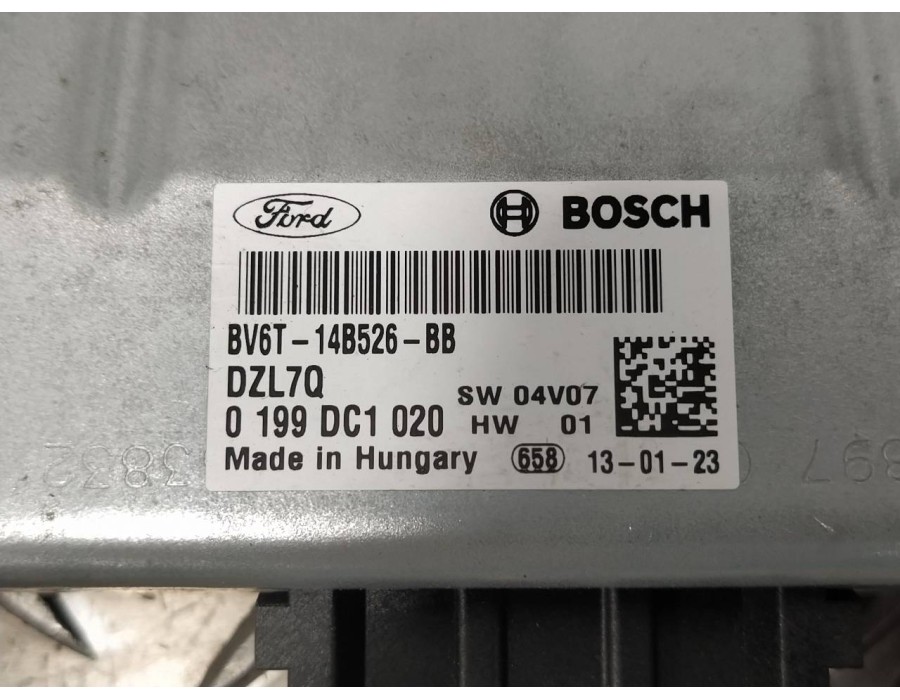 Ford
BOSCH
BV6T-14B526-BB
DZL7Q
SW 04V07
0 199 DC1 020
HW 01
Made in Hungary
658
13-01-23